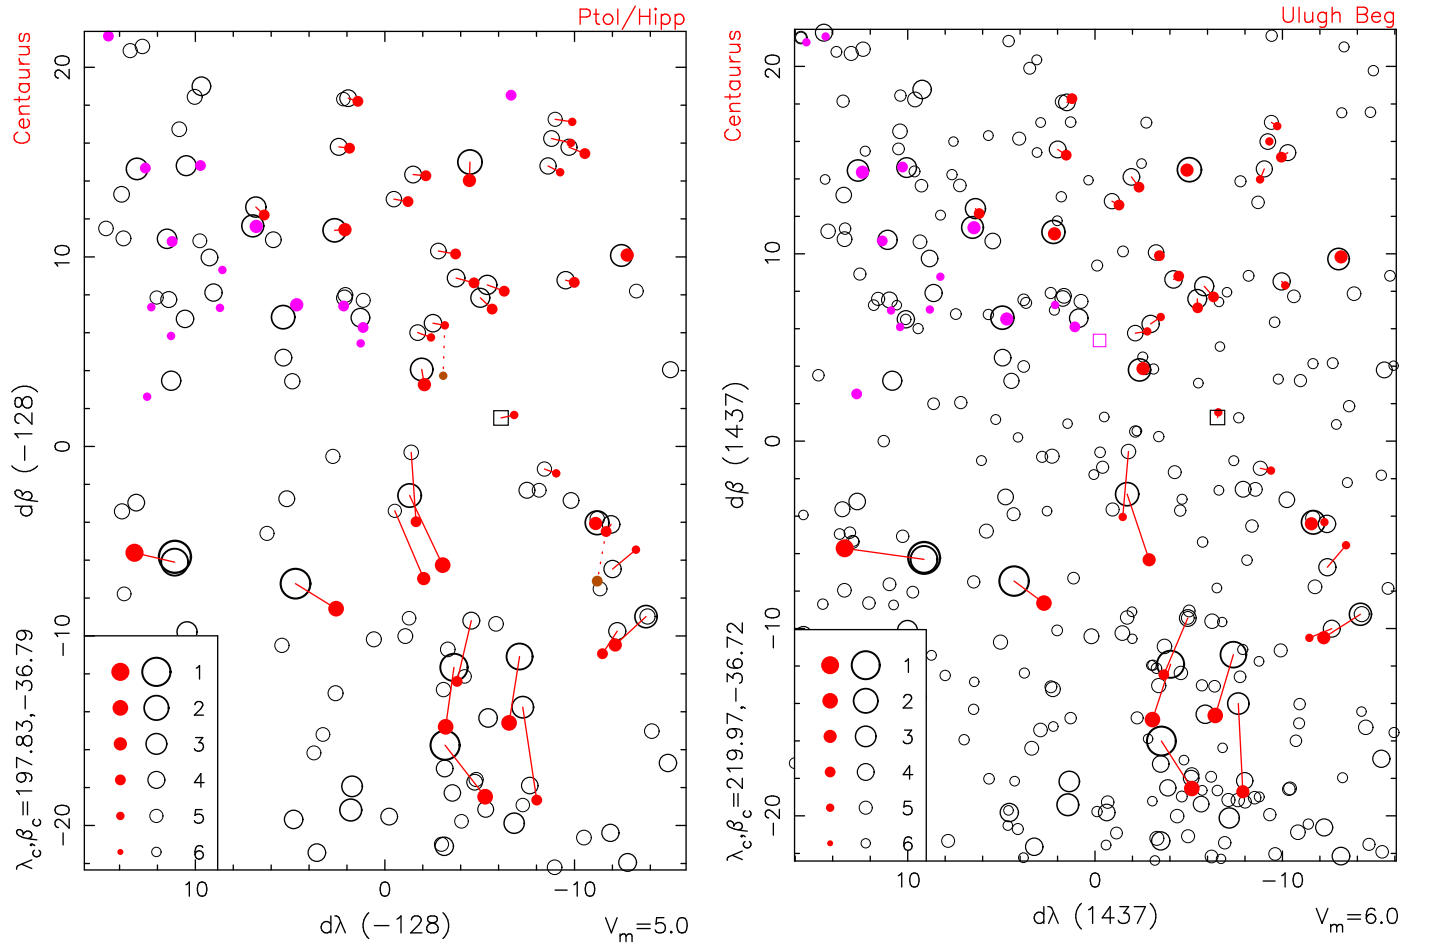 Ptol/Hipp
Centaurus
dβ (−128)
λc,βc=197.83,−36.79
20
10
0
−10
−20
1
2
3
4
5
6
10
0
−10
dλ (−128)
Vm=5.0
Ulugh Beg
Centaurus
dβ (1437)
λc,βc=219.97,−36.72
20
10
0
−10
−20
1
2
3
4
5
6
10
0
−10
dλ (1437)
Vm=6.0